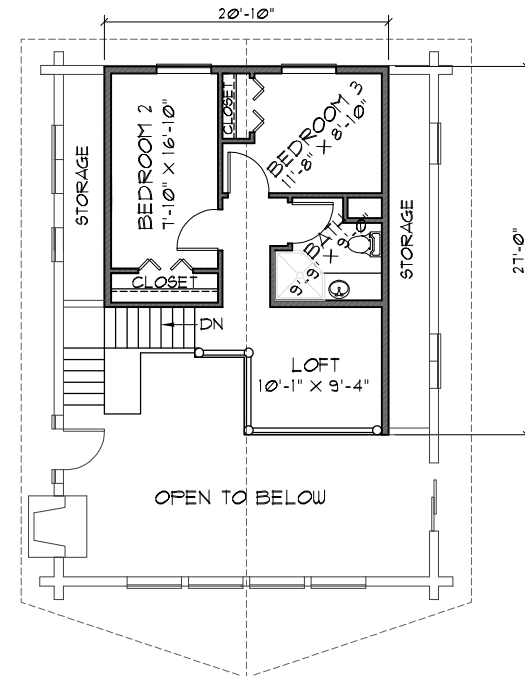 20'-10"
CLOSET
BEDROOM 3
11'-8" X 8'-10"
BEDROOM 2
7'-10" X 16'-10"
STORAGE
STORAGE
BATH
9'-9" X 9'-0"
27'-0"
CLOSET
DN
LOFT
10'-1" X 9'-4"
OPEN TO BELOW